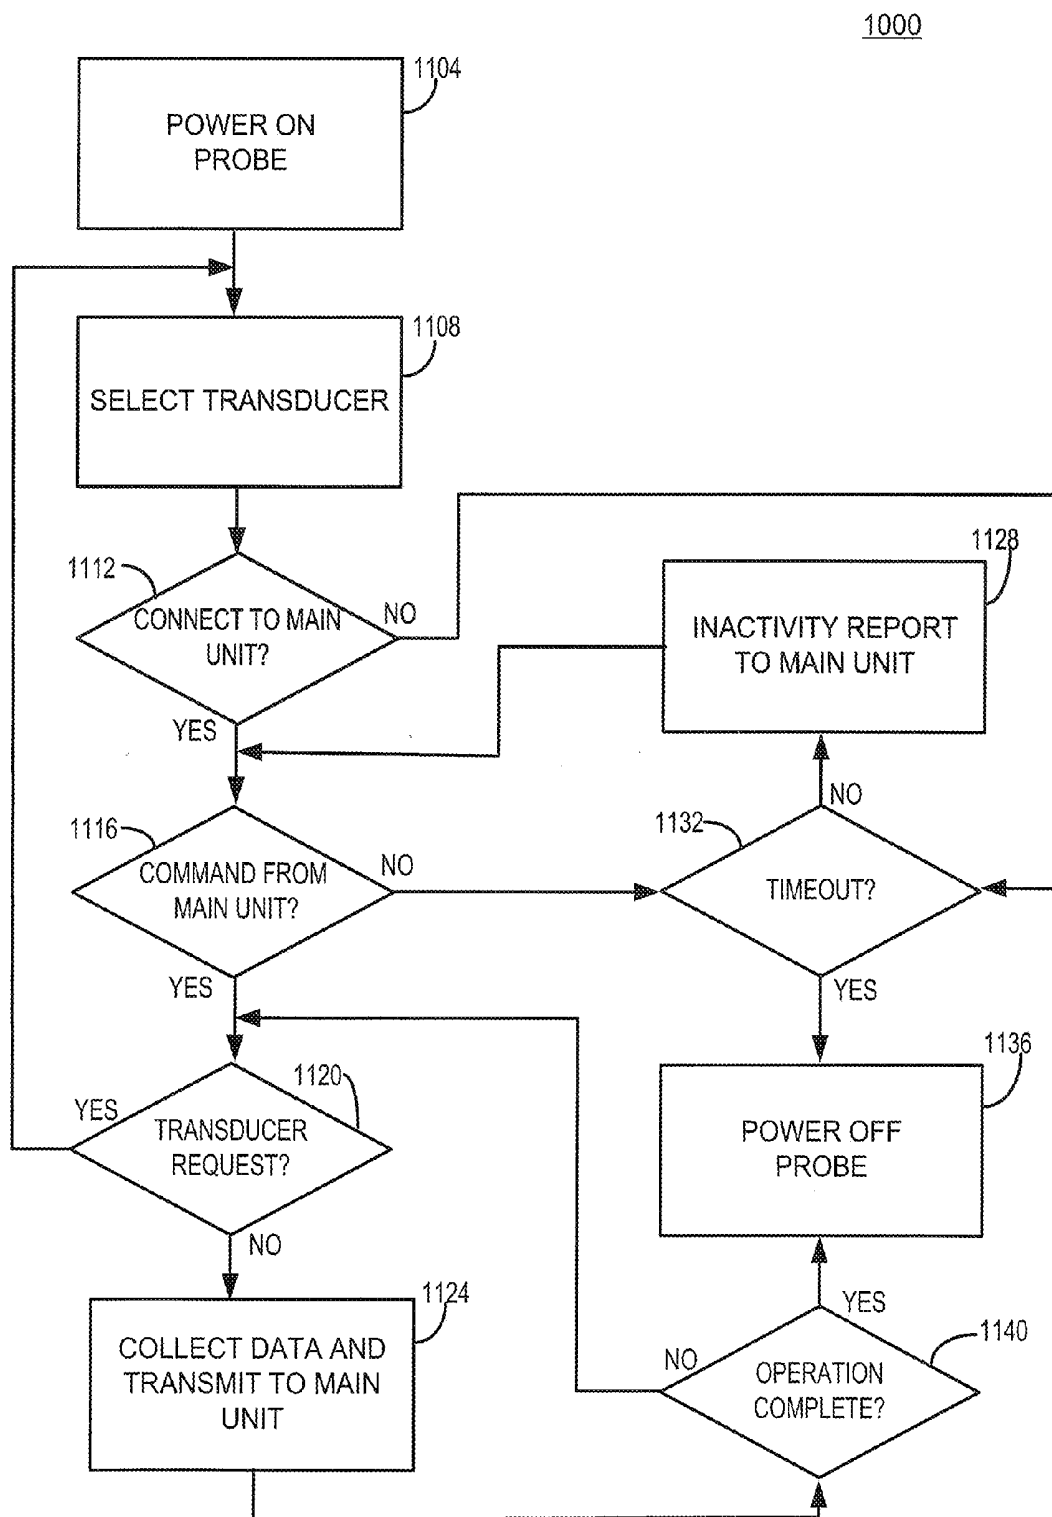 1000
1104
POWER ON
PROBE
1108
SELECT TRANSDUCER
1112
CONNECT TO MAIN
UNIT?
NO
YES
1128
INACTIVITY REPORT
TO MAIN UNIT
NO
1116
COMMAND FROM
MAIN UNIT?
NO
YES
1132
TIMEOUT?
YES
1120
YES
TRANSDUCER
REQUEST?
NO
1136
POWER OFF
PROBE
1124
COLLECT DATA AND
TRANSMIT TO MAIN
UNIT
YES
1140
NO
OPERATION
COMPLETE?